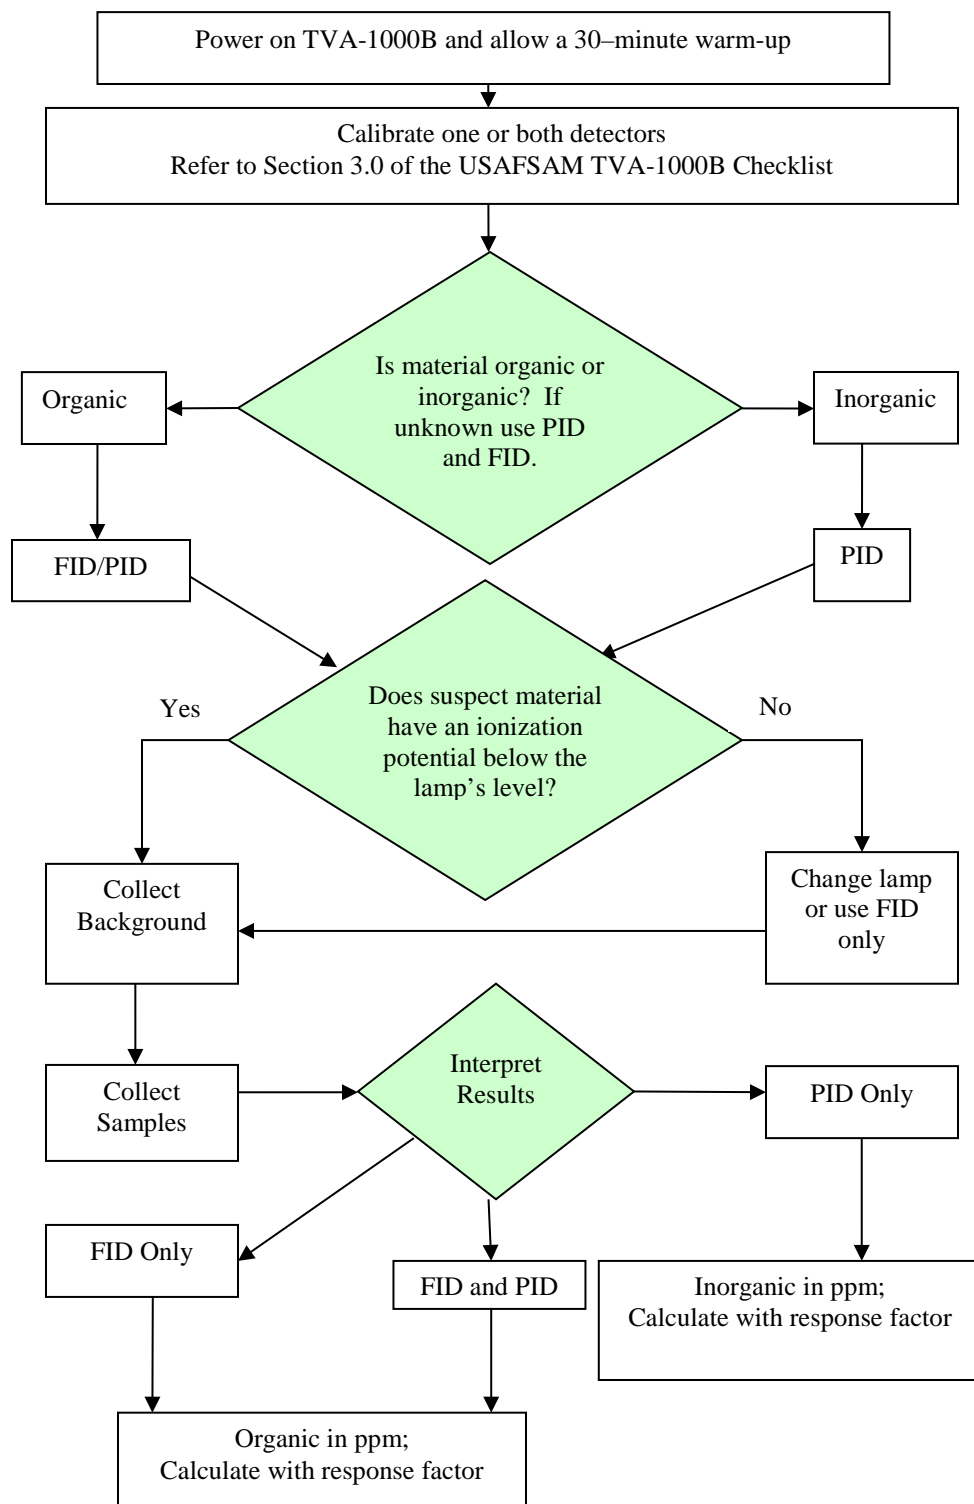 Power on TVA-1000B and allow a 30–minute warm-up
Calibrate one or both detectors
Refer to Section 3.0 of the USAFSAM TVA-1000B Checklist
Is material organic or
inorganic?  If
unknown use PID
and FID.
Organic
Inorganic
FID/PID
PID
Does suspect material
have an ionization
potential below the
lamp's level?
Yes
No
Collect
Background
Change lamp
or use FID
only
Collect
Samples
Interpret
Results
PID Only
FID Only
FID and PID
Inorganic in ppm;
Calculate with response factor
Organic in ppm;
Calculate with response factor